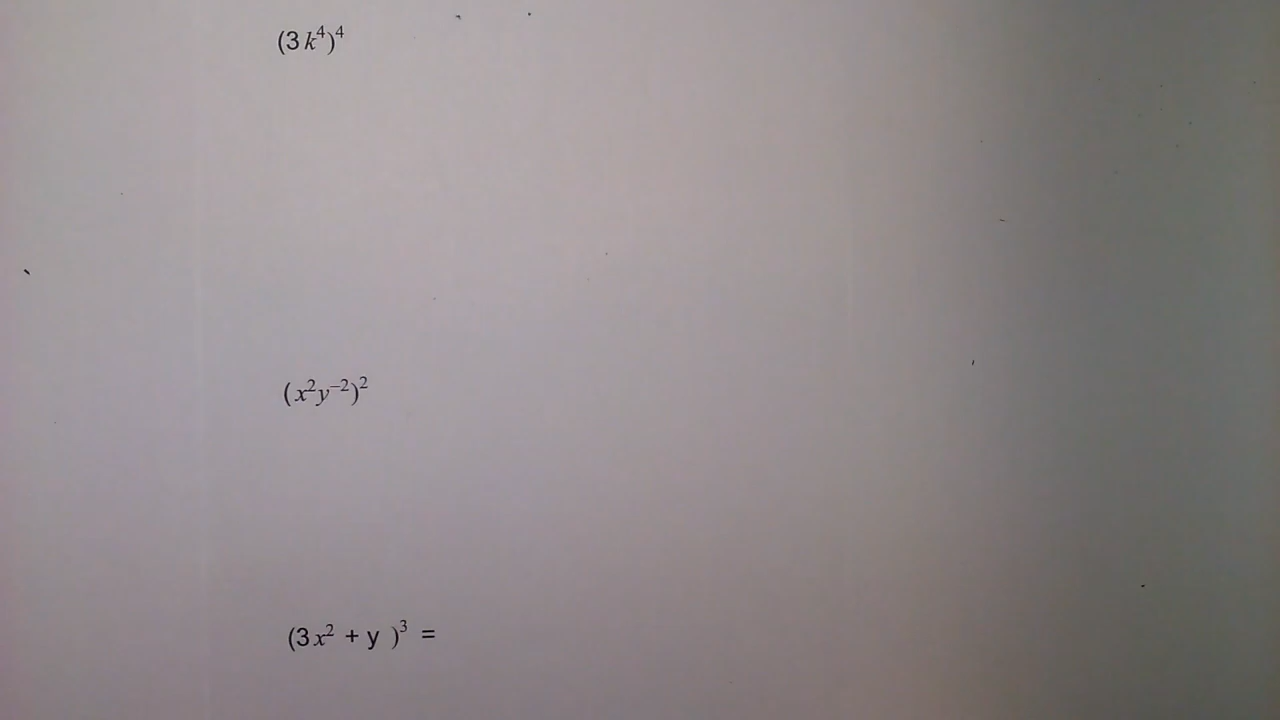 (3k⁴)⁴
(x²y⁻²)²
(3x² + y )³ =